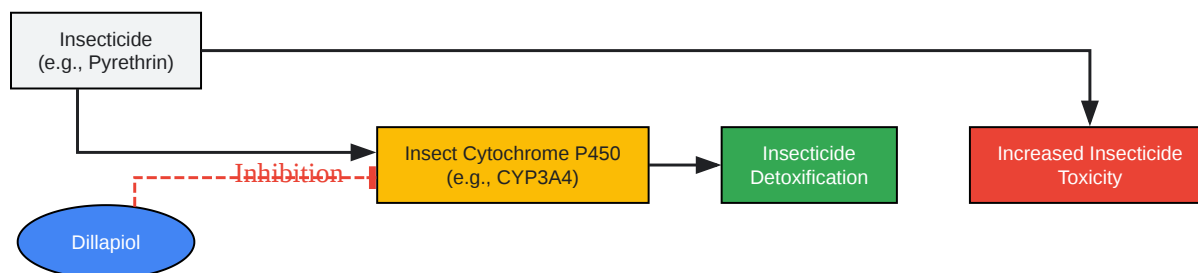 Insecticide
(e.g., Pyrethrin)
Insect Cytochrome P450
(e.g., CYP3A4)
Insecticide
Detoxification
Increased Insecticide
Toxicity
Inhibition
Dillapiol